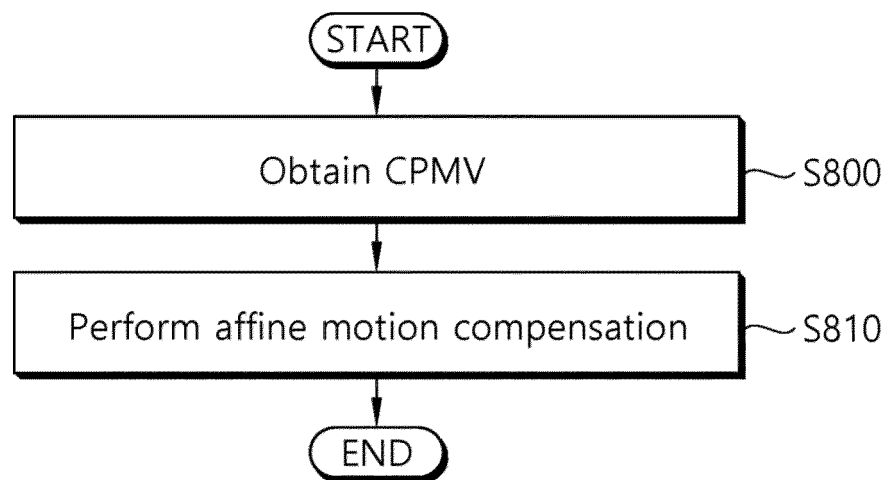 START
Obtain CPMV
S800
Perform affine motion compensation
S810
END